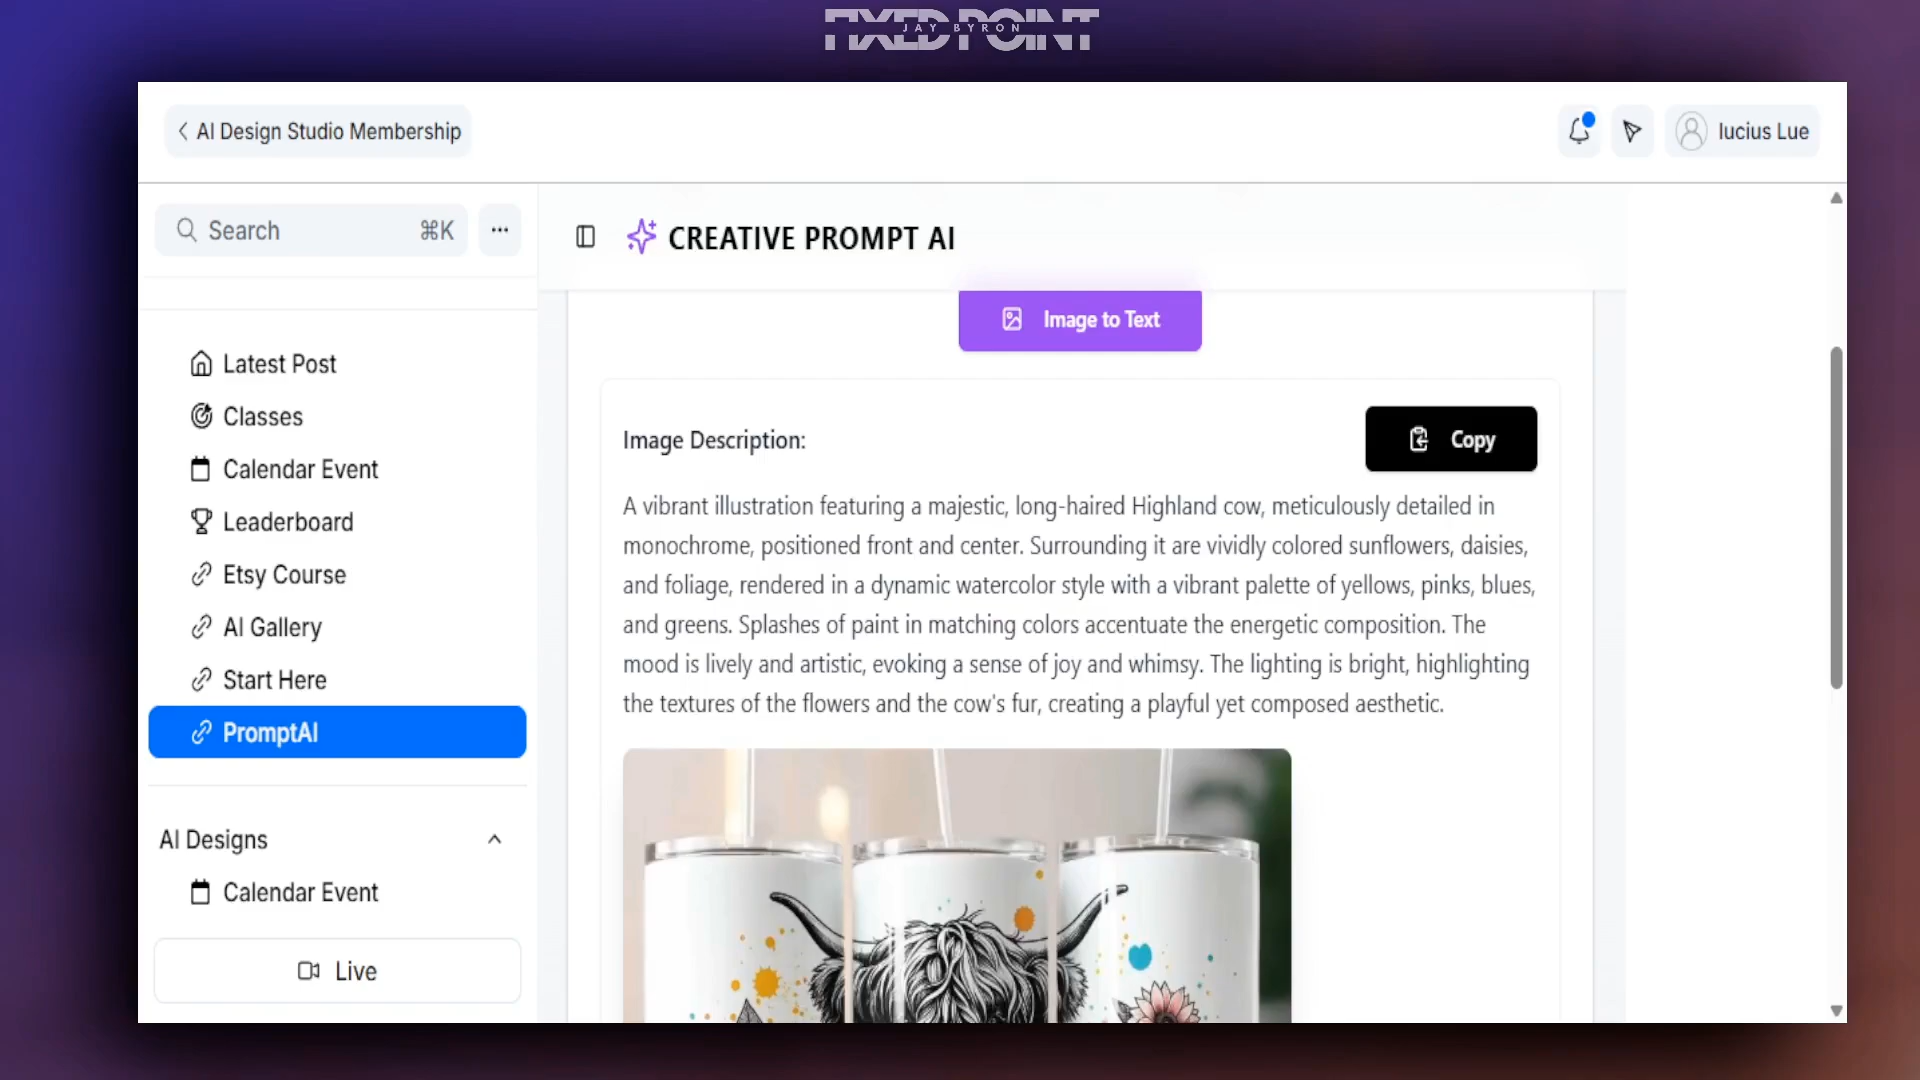 FIXED POINT
JAY BYRON
AI Design Studio Membership
lucius Lue
Search ⌘K
CREATIVE PROMPT AI
Image to Text
Latest Post
Classes
Calendar Event
Leaderboard
Etsy Course
AI Gallery
Start Here
PromptAI
AI Designs
Calendar Event
Live
Image Description:
Copy
A vibrant illustration featuring a majestic, long-haired Highland cow, meticulously detailed in
monochrome, positioned front and center. Surrounding it are vividly colored sunflowers, daisies,
and foliage, rendered in a dynamic watercolor style with a vibrant palette of yellows, pinks, blues,
and greens. Splashes of paint in matching colors accentuate the energetic composition. The
mood is lively and artistic, evoking a sense of joy and whimsy. The lighting is bright, highlighting
the textures of the flowers and the cow's fur, creating a playful yet composed aesthetic.